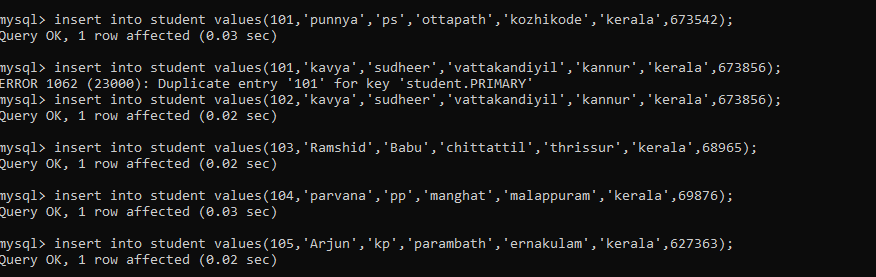 mysql> insert into student values(101,'punnya','ps','ottapath','kozhikode','kerala',673542);
Query OK, 1 row affected (0.03 sec)
mysql> insert into student values(101,'kavya','sudheer','vattakandiyil','kannur','kerala',673856);
ERROR 1062 (23000): Duplicate entry '101' for key 'student.PRIMARY'
mysql> insert into student values(102,'kavya','sudheer','vattakandiyil','kannur','kerala',673856);
Query OK, 1 row affected (0.02 sec)
mysql> insert into student values(103,'Ramshid','Babu','chittattil','thrissur','kerala',68965);
Query OK, 1 row affected (0.02 sec)
mysql> insert into student values(104,'parvana','pp','manghat','malappuram','kerala',69876);
Query OK, 1 row affected (0.03 sec)
mysql> insert into student values(105,'Arjun','kp','parambath','ernakulam','kerala',627363);
Query OK, 1 row affected (0.02 sec)